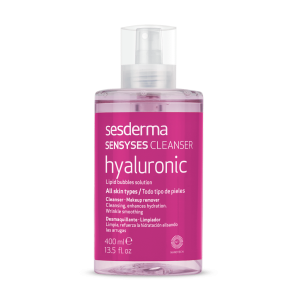 sesderma
SENSYSES CLEANSER
hyaluronic
Lipid bubbles solution
All skin types / Todo tipo de pieles
Cleanser · Makeup remover
Cleansing, enhances hydration.
Wrinkle smoothing
Desmaquillante · Limpiador
Limpia, refuerza la hidratación alisando
las arrugas
400 ml ℮
13.5 fl oz